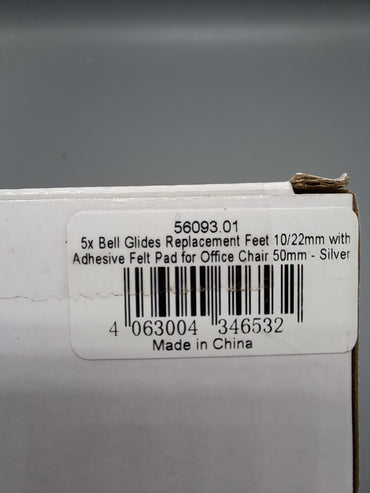 56093.01
5x Bell Glides Replacement Feet 10/22mm with
Adhesive Felt Pad for Office Chair 50mm - Silver
4 063004 346532
Made in China